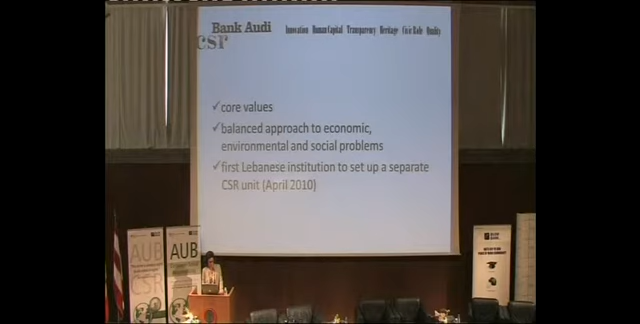 Bank Audi
csr
Innovation Human Capital Transparency Heritage Civic Role Quality
✓core values
✓balanced approach to economic,
environmental and social problems
✓first Lebanese institution to set up a separate
CSR unit (April 2010)
AUB
CSR
AUB